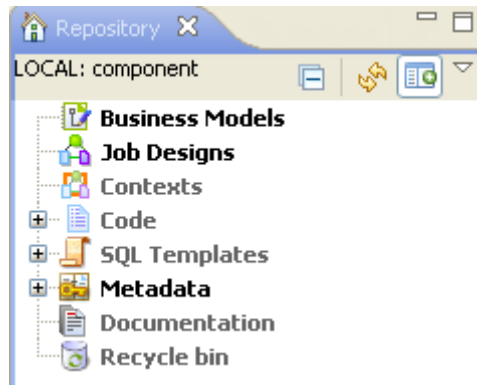 Repository
LOCAL: component
Business Models
Job Designs
Contexts
Code
SQL Templates
Metadata
Documentation
Recycle bin